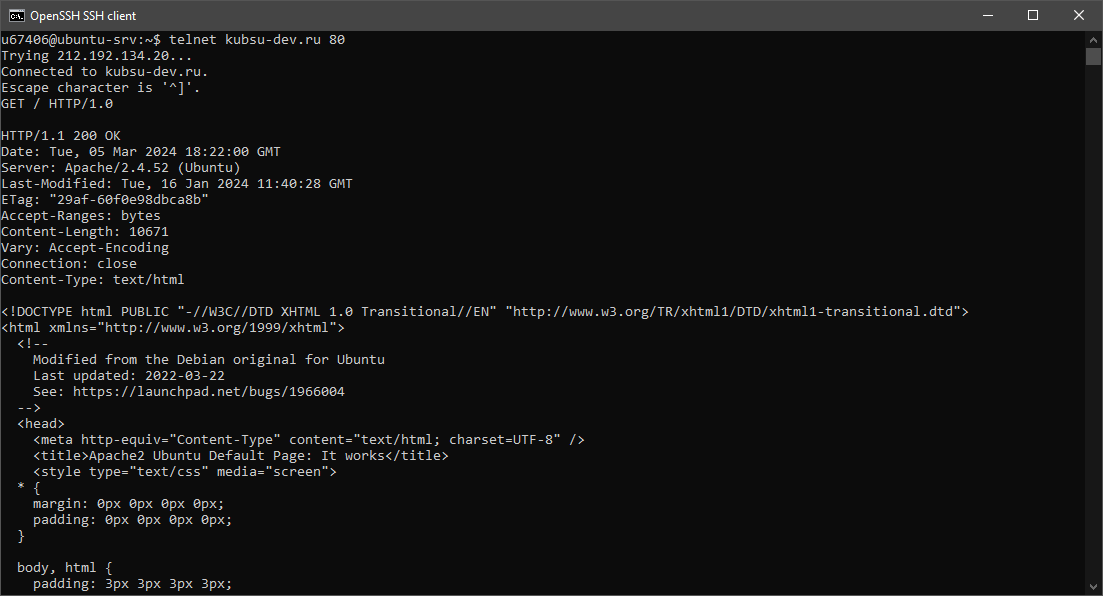 OpenSSH SSH client
u67406@ubuntu-srv:~$ telnet kubsu-dev.ru 80
Trying 212.192.134.20...
Connected to kubsu-dev.ru.
Escape character is '^]'.
GET / HTTP/1.0

HTTP/1.1 200 OK
Date: Tue, 05 Mar 2024 18:22:00 GMT
Server: Apache/2.4.52 (Ubuntu)
Last-Modified: Tue, 16 Jan 2024 11:40:28 GMT
ETag: "29af-60f0e98dbca8b"
Accept-Ranges: bytes
Content-Length: 10671
Vary: Accept-Encoding
Connection: close
Content-Type: text/html

<!DOCTYPE html PUBLIC "-//W3C//DTD XHTML 1.0 Transitional//EN" "http://www.w3.org/TR/xhtml1/DTD/xhtml1-transitional.dtd">
<html xmlns="http://www.w3.org/1999/xhtml">
  <!--
    Modified from the Debian original for Ubuntu
    Last updated: 2022-03-22
    See: https://launchpad.net/bugs/1966004
  -->
  <head>
    <meta http-equiv="Content-Type" content="text/html; charset=UTF-8" />
    <title>Apache2 Ubuntu Default Page: It works</title>
    <style type="text/css" media="screen">
  * {
    margin: 0px 0px 0px 0px;
    padding: 0px 0px 0px 0px;
  }

  body, html {
    padding: 3px 3px 3px 3px;